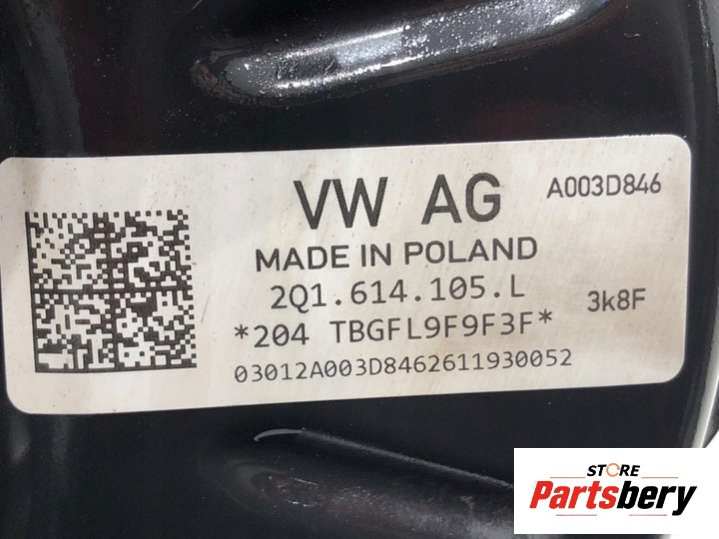 VW AG
A003D846
MADE IN POLAND
2Q1.614.105.L
3k8F
*204 TBGFL9F9F3F*
03012A003D8462611930052
STORE
Partsbery